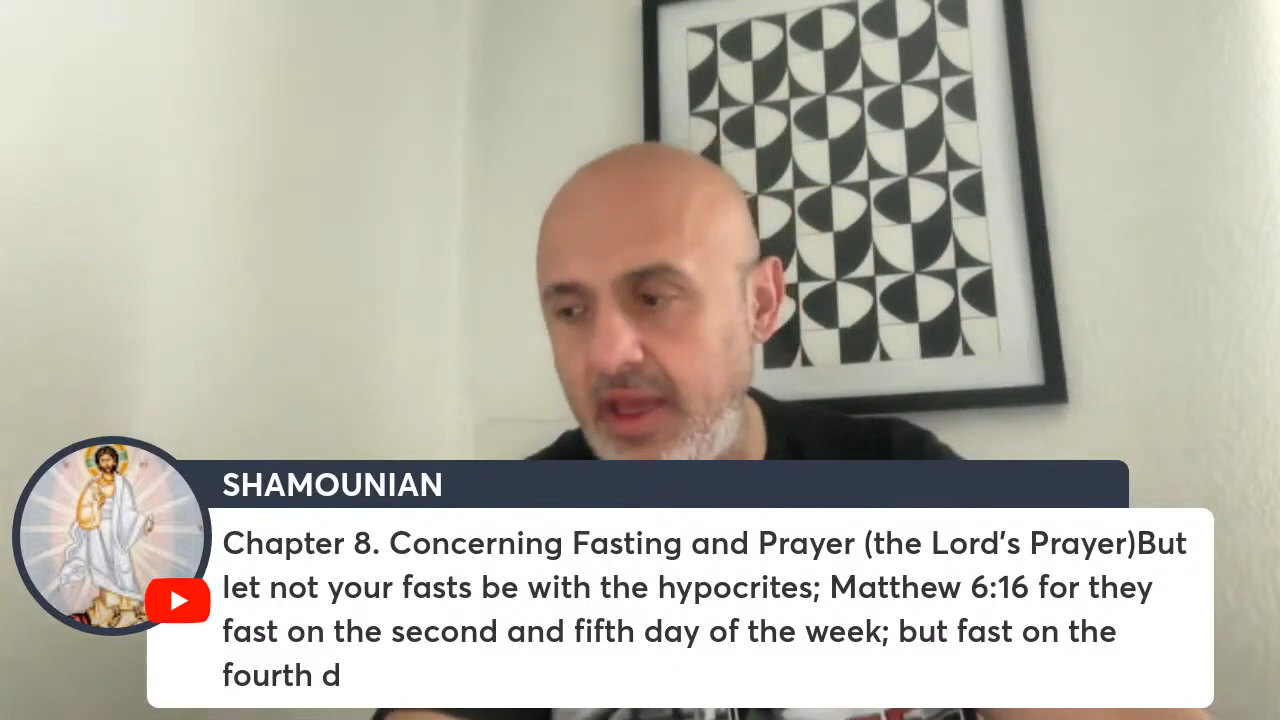 SHAMOUNIAN
Chapter 8. Concerning Fasting and Prayer (the Lord's Prayer)But
let not your fasts be with the hypocrites; Matthew 6:16 for they
fast on the second and fifth day of the week; but fast on the
fourth d